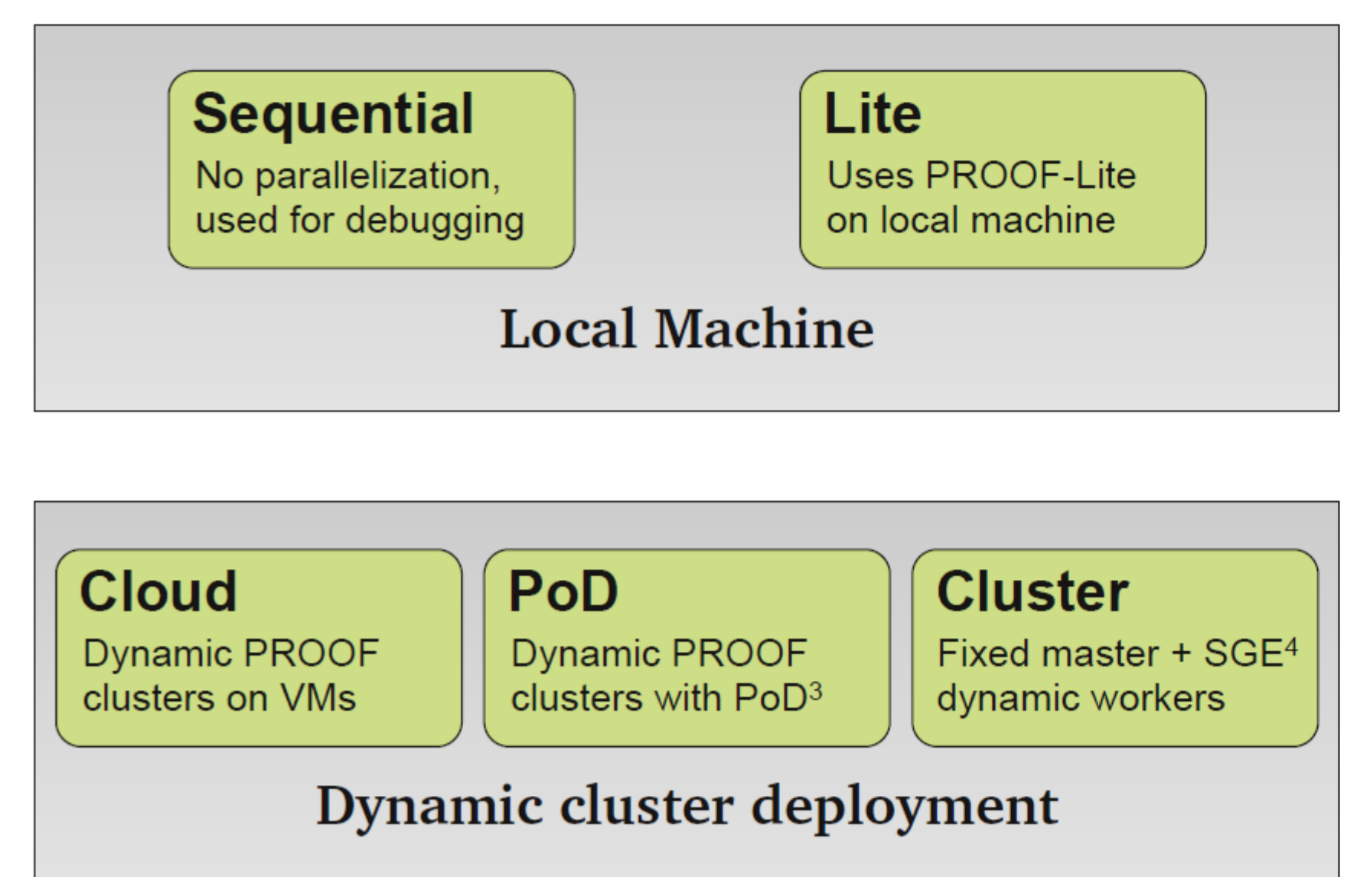 Sequential
No parallelization,
used for debugging
Lite
Uses PROOF-Lite
on local machine
Local Machine
Cloud
Dynamic PROOF
clusters on VMs
PoD
Dynamic PROOF
clusters with PoD³
Cluster
Fixed master + SGE⁴
dynamic workers
Dynamic cluster deployment